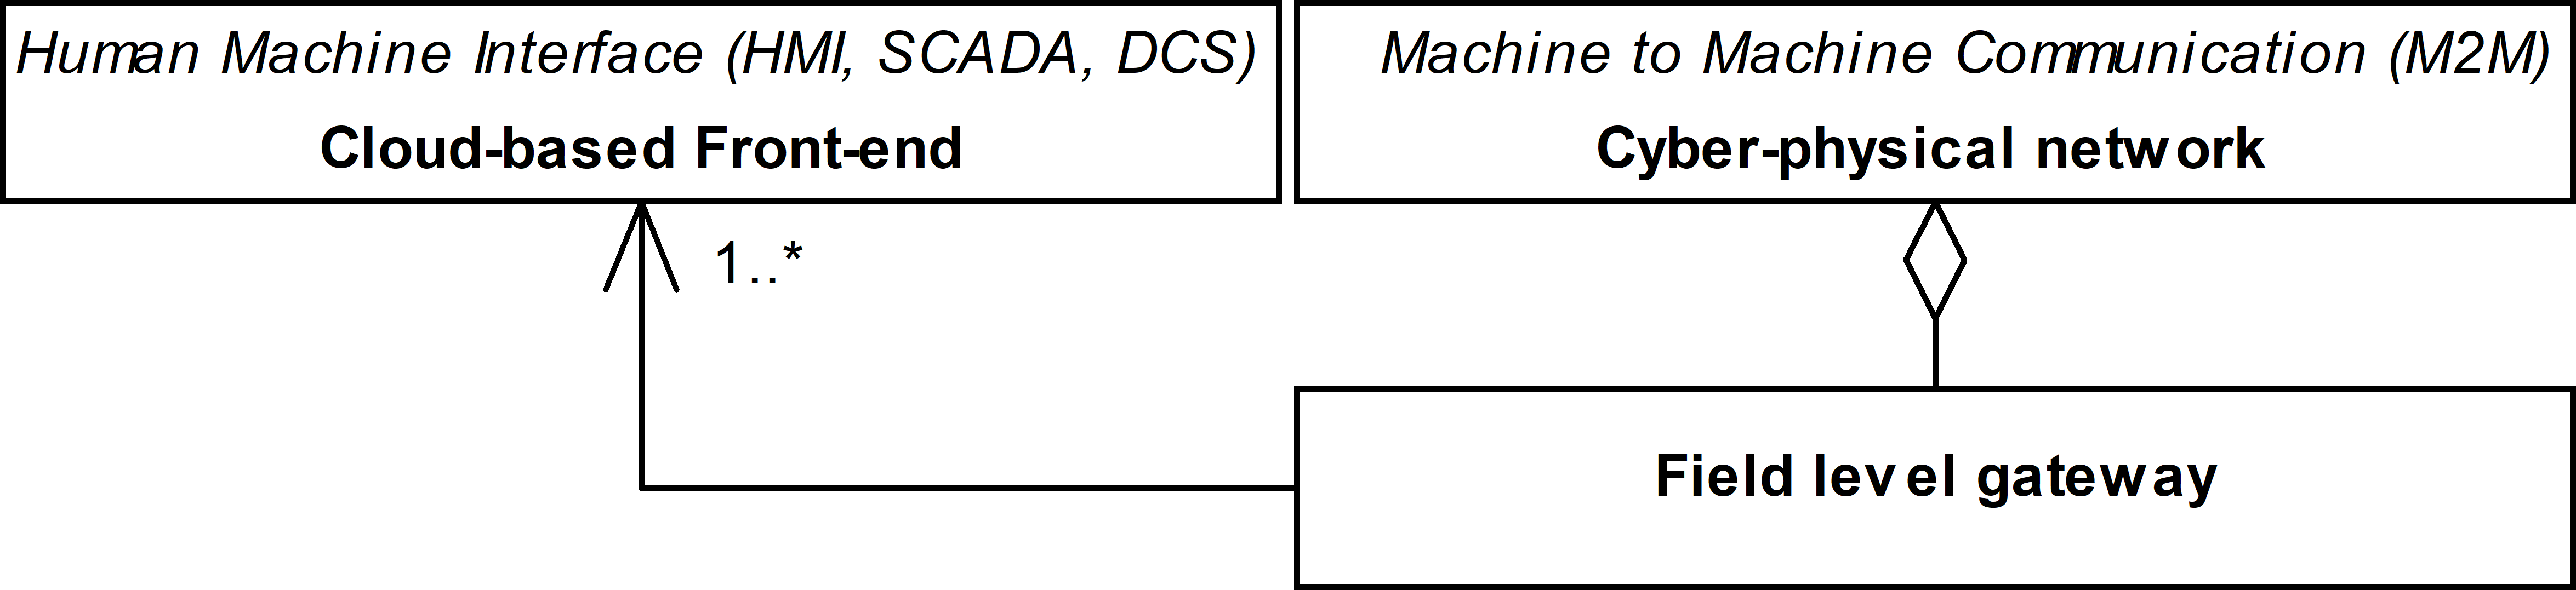 Human Machine Interface (HMI, SCADA, DCS)
Cloud-based Front-end
Machine to Machine Communication (M2M)
Cyber-physical network
1..*
Field level gateway